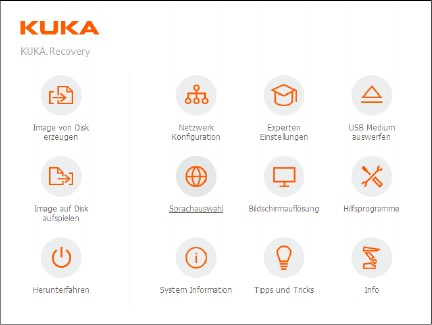 KUKA
KUKA.Recovery
Image von Disk
erzeugen
Netzwerk
Konfiguration
Experten
Einstellungen
USB Medium
auswerfen
Image auf Disk
aufspielen
Sprachauswahl
Bildschirmauflösung
Hilfsprogramme
Herunterfahren
System Information
Tipps und Tricks
Info